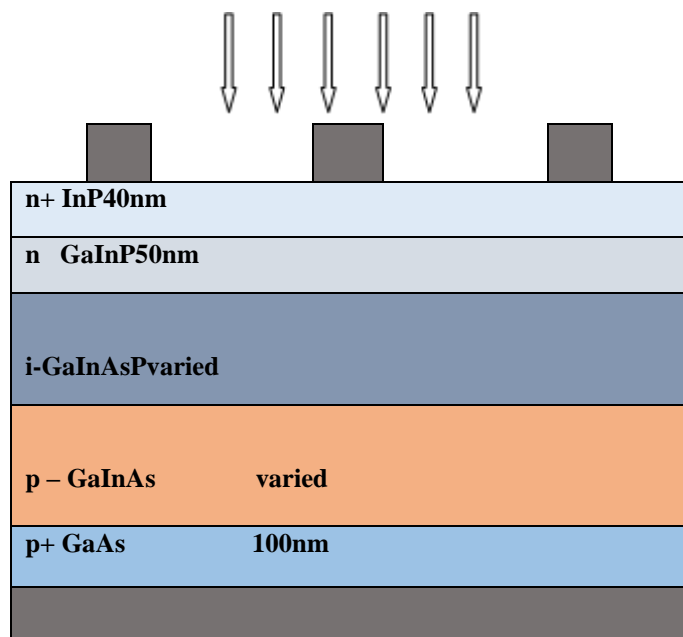 n+ InP40nm
n GaInP50nm
i-GaInAsPvaried
p – GaInAs varied
p+ GaAs 100nm